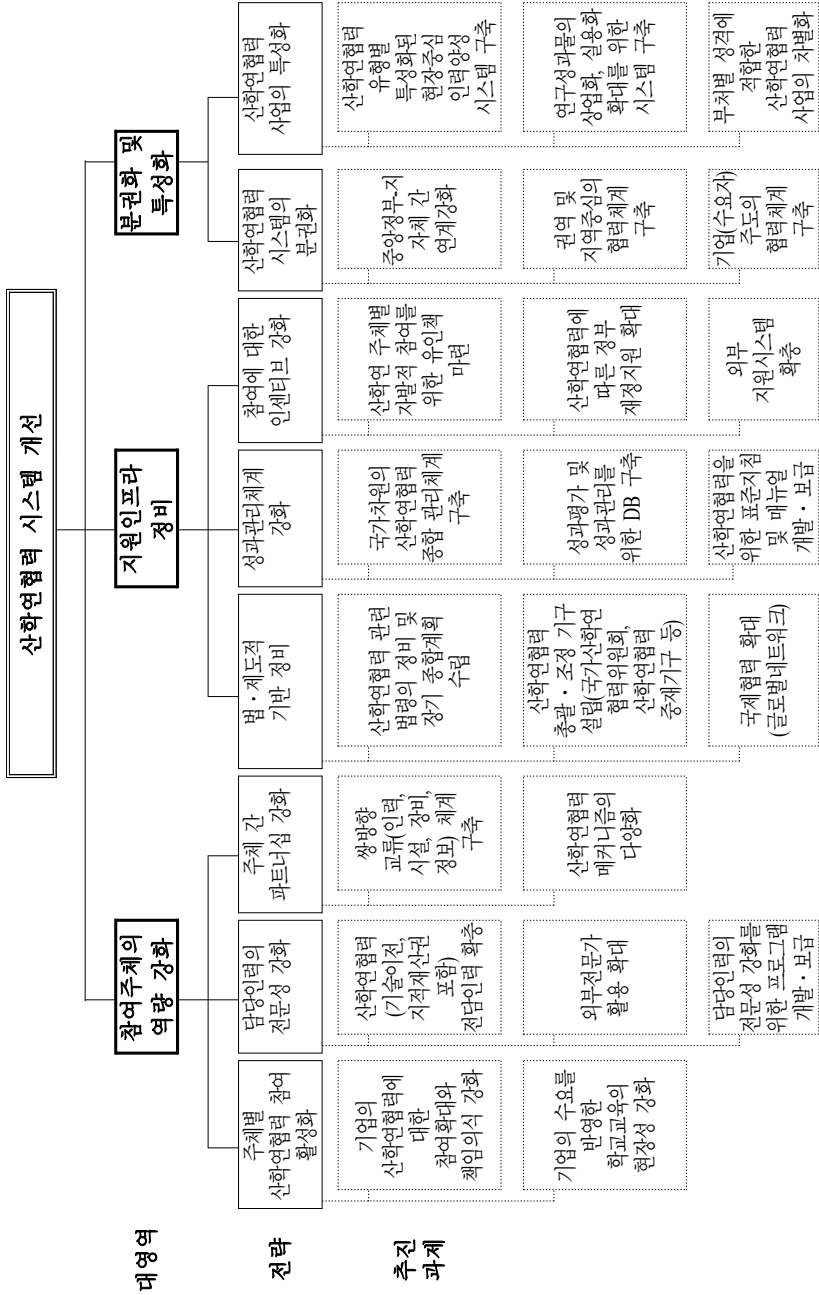 산학연협력 시스템 개선
대영역
참여주체의
역량 강화
지원인프라
정비
분권화 및
특성화
전략
주체별
산학연협력 참여
활성화
담당인력의
전문성 강화
주체 간
파트너십 강화
법·제도적
기반 정비
성과관리체계
강화
참여에 대한
인센티브 강화
산학연협력
시스템의
분권화
산학연협력
사업의 특성화
추진
과제
기업의
산학연협력에
대한
참여확대와
책임의식 강화
산학연협력
(기술이전,
지적재산권
포함)
전담인력 확충
쌍방향
교류(인력,
시설, 장비,
정보) 체계
구축
산학연협력 관련
법령의 정비 및
장기 종합계획
수립
국가차원의
산학연협력
종합 관리체계
구축
산학연 주체별
자발적 참여를
위한 유인책
마련
중앙정부-지
자체 간
연계강화
산학연협력
유형별
특성화된
현장중심
인력양성
시스템 구축
기업의 수요를
반영한
학교교육의
현장성 강화
외부전문가
활용 확대
산학연협력
메커니즘의
다양화
산학연협력
총괄·조정 기구
설립(국가산학연
협력위원회,
산학연협력
중재기구 등)
성과평가 및
성과관리를
위한 DB 구축
산학연협력에
따른 정부
재정지원 확대
권역 및
지역중심의
협력체계
구축
연구성과물의
상업화, 실용화
확대를 위한
시스템 구축
담당인력의
전문성 강화를
위한 프로그램
개발·보급
국제협력 확대
(글로벌네트워크)
산학연협력을
위한 표준지침
및 매뉴얼
개발·보급
외부
지원시스템
확충
기업(수요자)
주도의
협력체계
구축
부처별 성격에
적합한
산학연협력
사업의 차별화